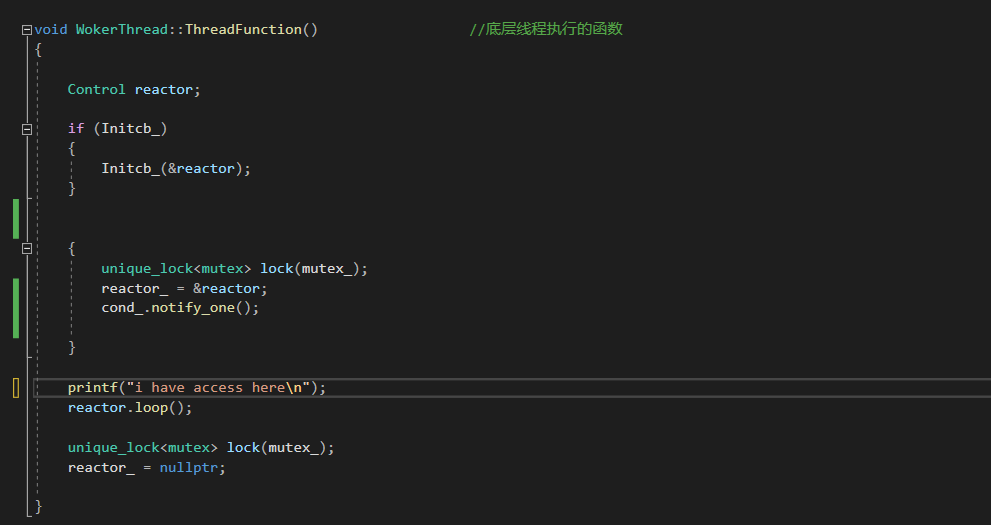 void WokerThread::ThreadFunction() //底层线程执行的函数
{
Control reactor;
if (Initcb_)
{
Initcb_(&reactor);
}
{
unique_lock<mutex> lock(mutex_);
reactor_ = &reactor;
cond_.notify_one();
}
printf("i have access here\n");
reactor.loop();
unique_lock<mutex> lock(mutex_);
reactor_ = nullptr;
}